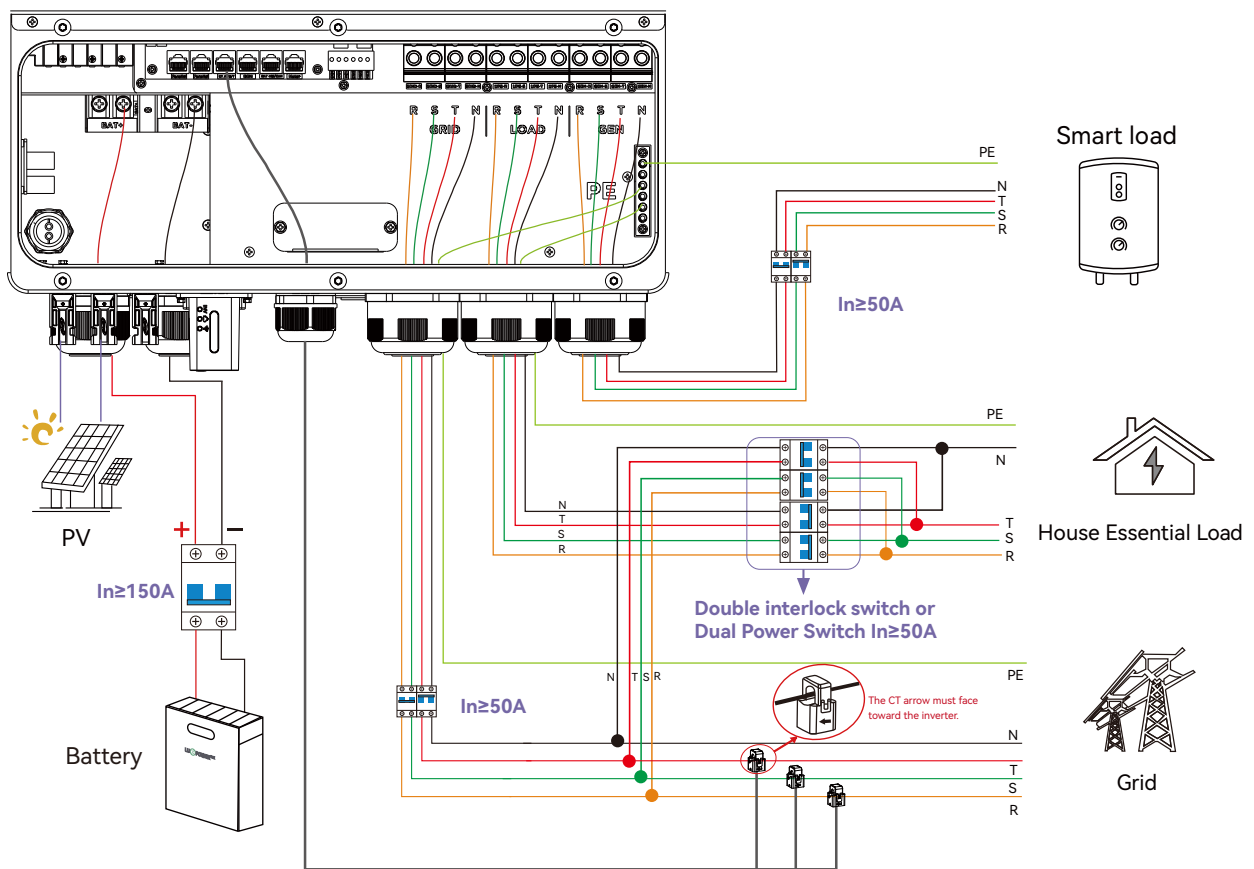 BAT+
BAT-
R
S
T
N
R
S
T
N
R
S
T
N
GRID
LOAD
GEN
PE
PE
Smart load
N
T
S
R
In≥50A
PE
N
N
T
S
R
T
S
R
House Essential Load
PV
+
−
In≥150A
Double interlock switch or
Dual Power Switch In≥50A
PE
N
T
S
R
The CT arrow must face
toward the inverter.
In≥50A
Battery
N
T
S
R
Grid